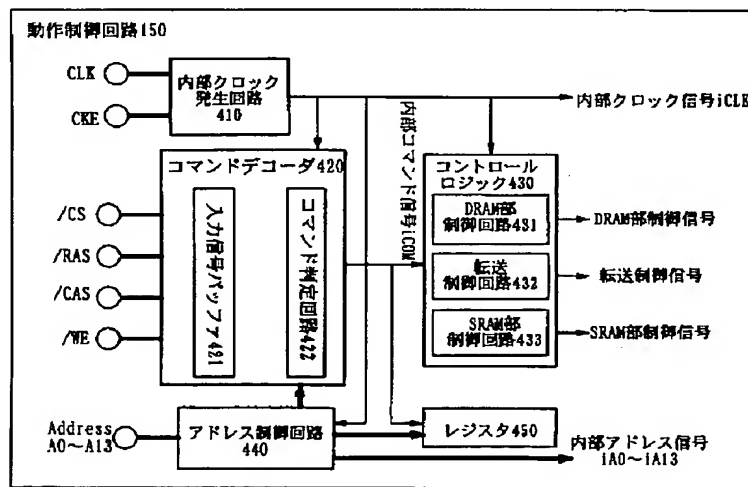 動作制御回路150
CLK
CKE
内部クロック
発生回路
410
内部クロック信号iCLK
コマンドデコーダ420
入力信号バッファ421
コマンド判定回路422
内部コマンド信号iCOM
/CS
/RAS
/CAS
/WE
コントロール
ロジック430
DRAM部
制御回路431
転送
制御回路432
SRAM部
制御回路433
DRAM部制御信号
転送制御信号
SRAM部制御信号
Address
A0~A13
アドレス制御回路
440
レジスタ450
内部アドレス信号
iA0~iA13